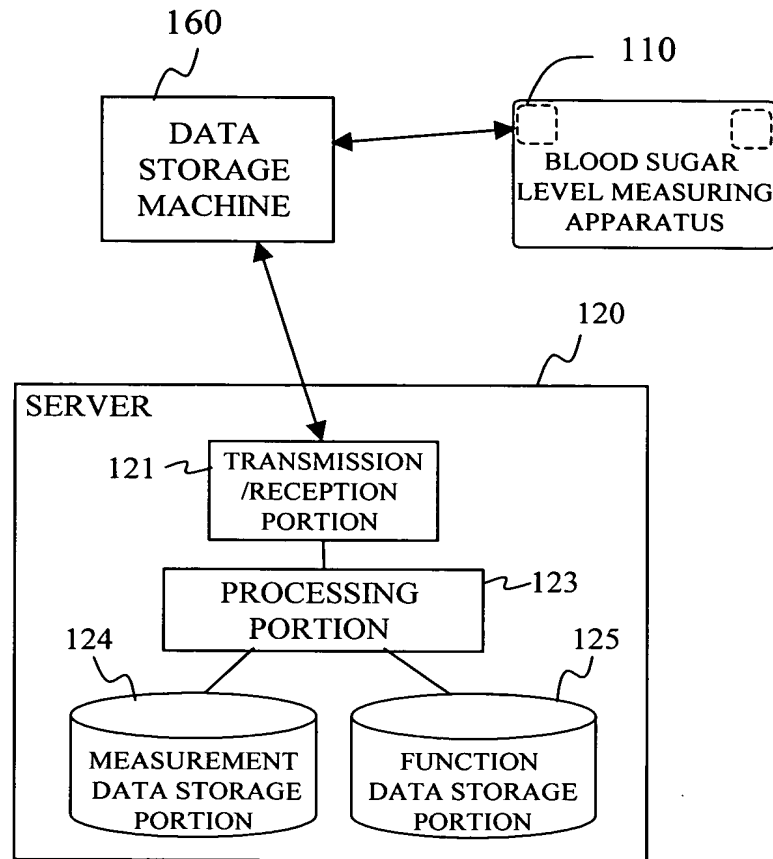 160
110
DATA
STORAGE
MACHINE
BLOOD SUGAR
LEVEL MEASURING
APPARATUS
120
SERVER
121
TRANSMISSION
/RECEPTION
PORTION
PROCESSING
PORTION
123
124
125
MEASUREMENT
DATA STORAGE
PORTION
FUNCTION
DATA STORAGE
PORTION